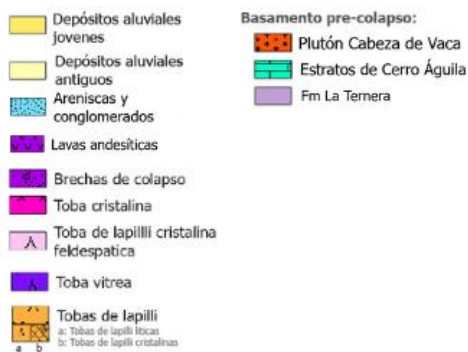 Depósitos aluviales
jovenes
Depósitos aluviales
antiguos
Areniscas y
conglomerados
Lavas andesíticas
Brechas de colapso
Toba cristalina
Toba de lapillli cristalina
feldespatica
Toba vitrea
Tobas de lapilli
a: Tobas de lapilli líticas
b: Tobas de lapilli cristalinas
a b
Basamento pre-colapso:
Plutón Cabeza de Vaca
Estratos de Cerro Águila
Fm La Ternera